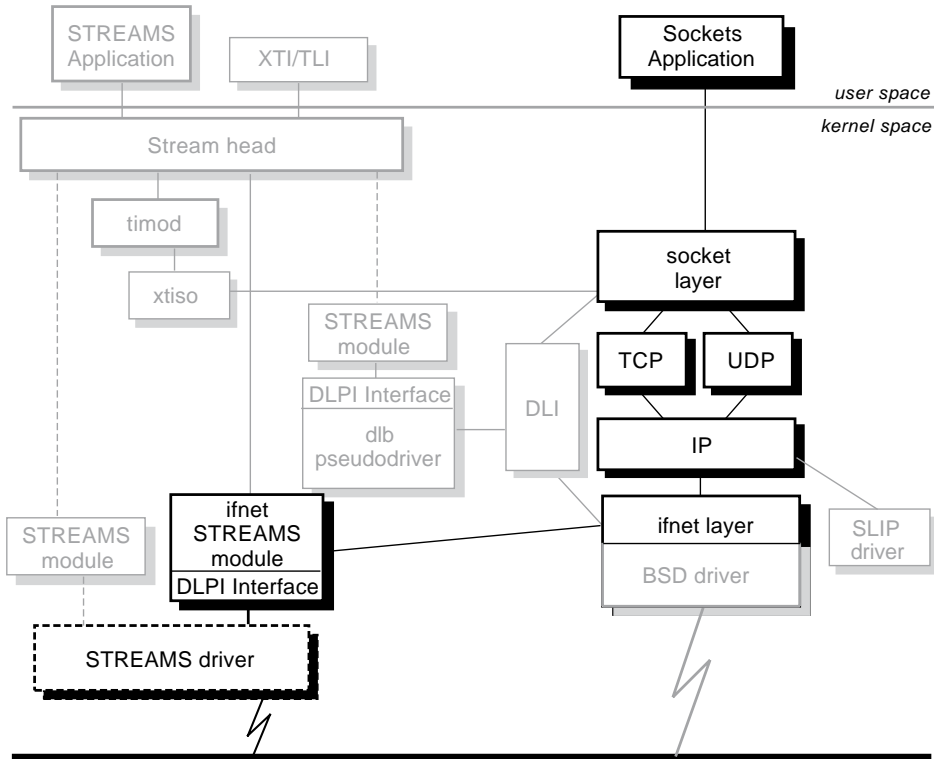 STREAMS
Application
XTI/TLI
Sockets
Application
user space
kernel space
Stream head
timod
xtiso
socket
layer
STREAMS
module
DLPI Interface
dlb
pseudodriver
DLI
TCP
UDP
IP
ifnet
STREAMS
module
DLPI Interface
ifnet layer
BSD driver
SLIP
driver
STREAMS
module
STREAMS driver